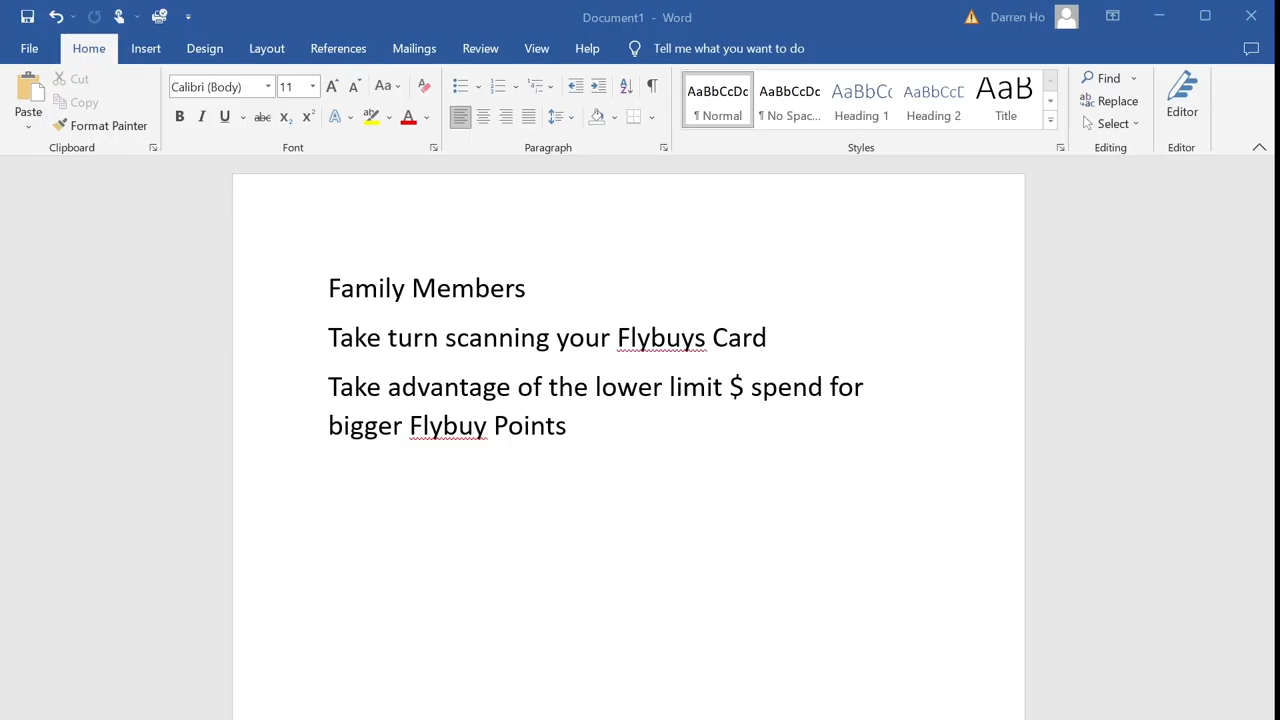 Document1 - Word
Darren Ho
File Home Insert Design Layout References Mailings Review View Help Tell me what you want to do
Paste
Cut
Copy
Format Painter
Clipboard
Calibri (Body) 11
Font
Paragraph
AaBbCcDc AaBbCcDc AaBbCc AaBbCcD AaB
¶ Normal ¶ No Spac... Heading 1 Heading 2 Title
Styles
Find
Replace
Select
Editing
Editor
Editor
Family Members
Take turn scanning your Flybuys Card
Take advantage of the lower limit $ spend for
bigger Flybuy Points